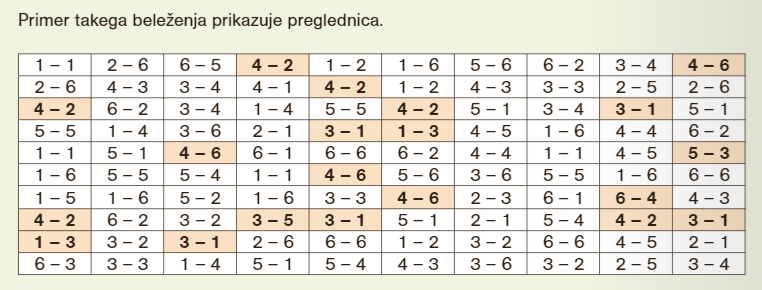 Primer takega beleženja prikazuje preglednica.
1 – 1 2 – 6 6 – 5 4 – 2 1 – 2 1 – 6 5 – 6 6 – 2 3 – 4 4 – 6
2 – 6 4 – 3 3 – 4 4 – 1 4 – 2 1 – 2 4 – 3 3 – 3 2 – 5 2 – 6
4 – 2 6 – 2 3 – 4 1 – 4 5 – 5 4 – 2 5 – 1 3 – 4 3 – 1 5 – 1
5 – 5 1 – 4 3 – 6 2 – 1 3 – 1 1 – 3 4 – 5 1 – 6 4 – 4 6 – 2
1 – 1 5 – 1 4 – 6 6 – 1 6 – 6 6 – 2 4 – 4 1 – 1 4 – 5 5 – 3
1 – 6 5 – 5 5 – 4 1 – 1 4 – 6 5 – 6 3 – 6 5 – 5 1 – 6 6 – 6
1 – 5 1 – 6 5 – 2 1 – 6 3 – 3 4 – 6 2 – 3 6 – 1 6 – 4 4 – 3
4 – 2 6 – 2 3 – 2 3 – 5 3 – 1 5 – 1 2 – 1 5 – 4 4 – 2 3 – 1
1 – 3 3 – 2 3 – 1 2 – 6 6 – 6 1 – 2 3 – 2 6 – 6 4 – 5 2 – 1
6 – 3 3 – 3 1 – 4 5 – 1 5 – 4 4 – 3 3 – 6 3 – 2 2 – 5 3 – 4